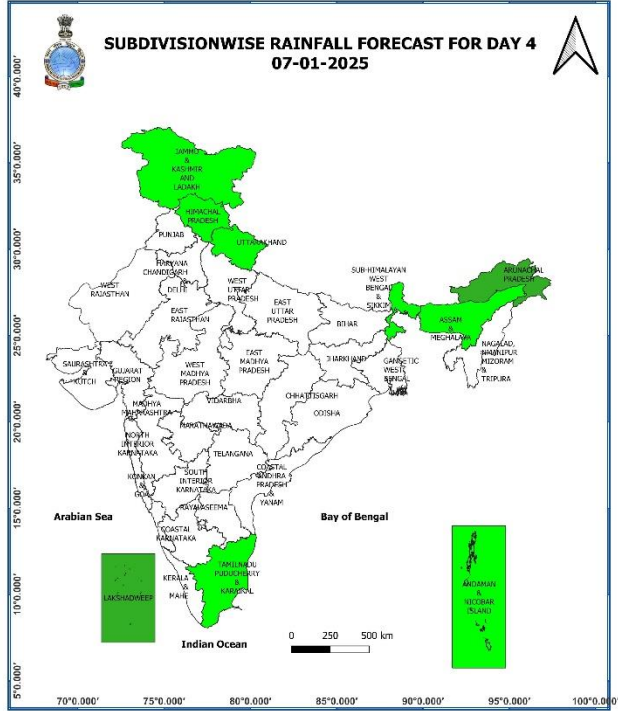 SUBDIVISIONWISE RAINFALL FORECAST FOR DAY 4
07-01-2025
40°0.000'
35°0.000'
30°0.000'
25°0.000'
20°0.000'
15°0.000'
10°0.000'
5°0.000'
JAMMU
&
KASHMIR
AND
LADAKH
HIMACHAL
PRADESH
PUNJAB
UTTARAKHAND
HARYANA
CHANDIGARH
&
DELHI
WEST
RAJASTHAN
WEST
UTTAR
PRADESH
EAST
RAJASTHAN
EAST
UTTAR
PRADESH
SUB-HIMALAYAN
WEST
BENGAL
&
SIKKIM
ARUNACHAL
PRADESH
ASSAM
&
MEGHALAYA
NAGALAD,
MANIPUR
MIZORAM
&
TRIPURA
BIHAR
JHARKHAND
GANGETIC
WEST
BENGAL
SAURASHTRA
&
KUTCH
GUJARAT
REGION
WEST
MADHYA
PRADESH
EAST
MADHYA
PRADESH
CHHATTISGARH
ODISHA
MADHYA
MAHARASHTRA
VIDARBHA
MARATHAWADA
NORTH
INTERIOR
KARNATAKA
TELANGANA
KONKAN
&
GOA
SOUTH
INTERIOR
KARNATAKA
COASTAL
ANDHRA
PRADESH
&
YANAM
RAYALASEEMA
COASTAL
KARNATAKA
Arabian Sea
Bay of Bengal
LAKSHADWEEP
KERALA
&
MAHE
TAMILNADU
PUDUCHERRY
&
KARAIKAL
ANDAMAN
&
NICOBAR
ISLAND
Indian Ocean
0 250 500 km
70°0.000' 75°0.000' 80°0.000' 85°0.000' 90°0.000' 95°0.000' 100°0.000'